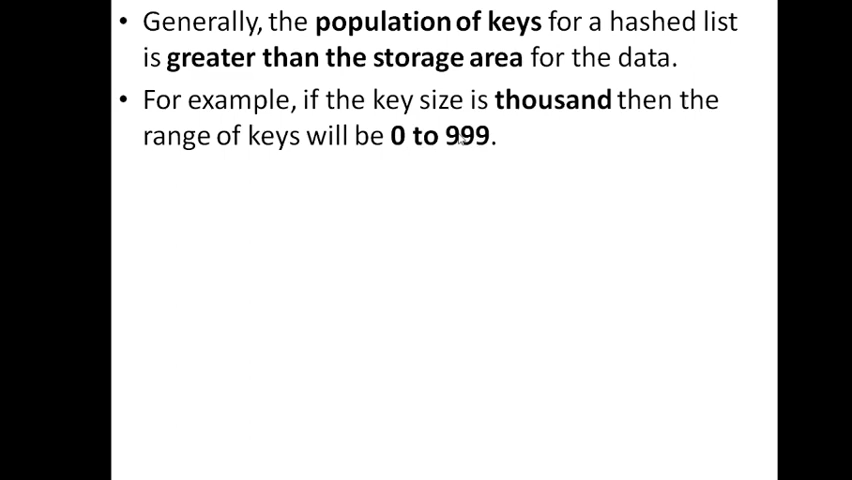 • Generally, the population of keys for a hashed list
is greater than the storage area for the data.
• For example, if the key size is thousand then the
range of keys will be 0 to 999.